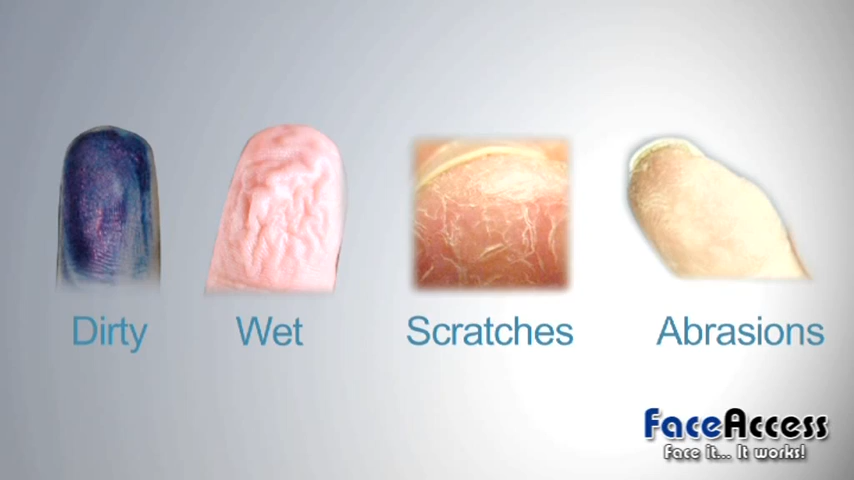 Dirty
Wet
Scratches
Abrasions
FaceAccess
Face it... It works!